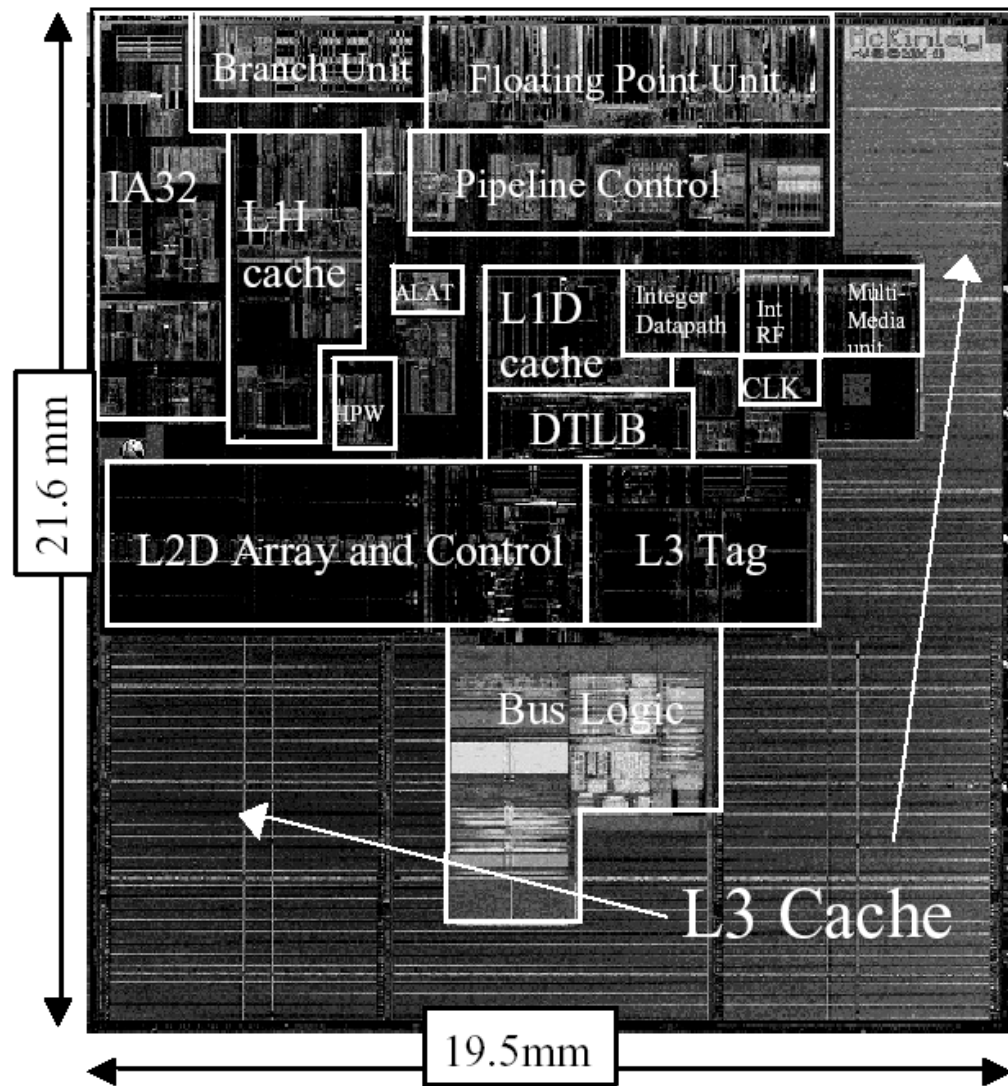 Branch Unit
Floating Point Unit
McKinley
IA32
Pipeline Control
L1I
cache
ALAT
L1D
cache
Integer
Datapath
Int
RF
Multi-
Media
unit
HPW
CLK
DTLB
21.6 mm
L2D Array and Control
L3 Tag
Bus Logic
L3 Cache
19.5mm